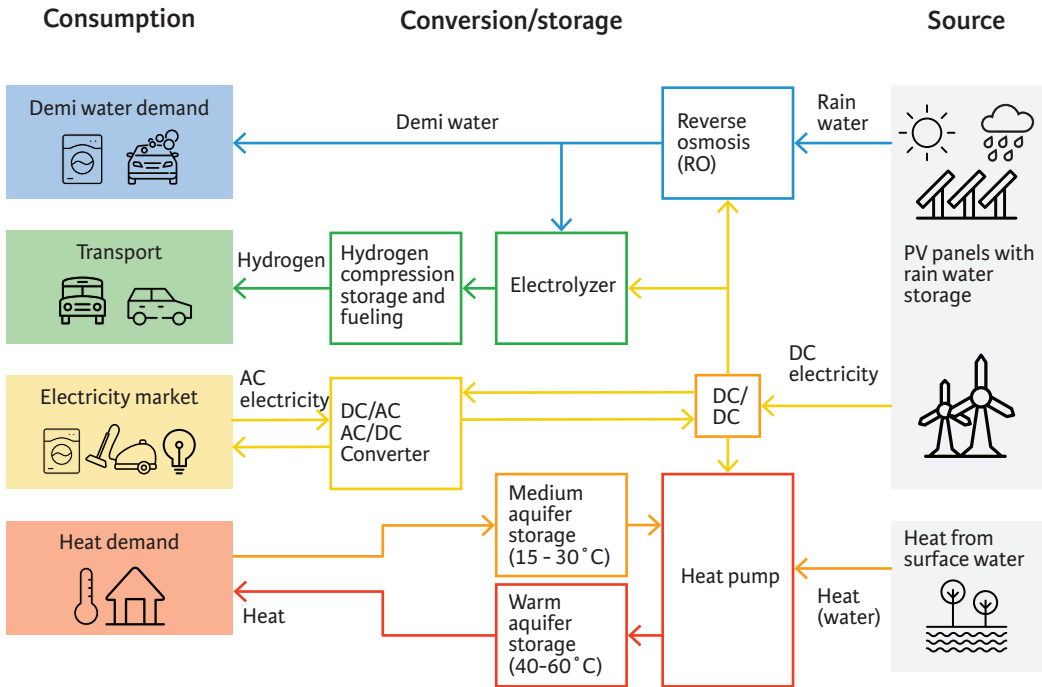 Consumption
Conversion/storage
Source
Demi water demand
Demi water
Reverse
osmosis
(RO)
Rain
water
PV panels with
rain water
storage
Transport
Hydrogen
Hydrogen
compression
storage and
fueling
Electrolyzer
Electricity market
AC
electricity
DC/AC
AC/DC
Converter
DC/
DC
DC
electricity
Heat demand
Heat
Medium
aquifer
storage
(15 - 30˚C)
Warm
aquifer
storage
(40-60˚C)
Heat pump
Heat
(water)
Heat from
surface water